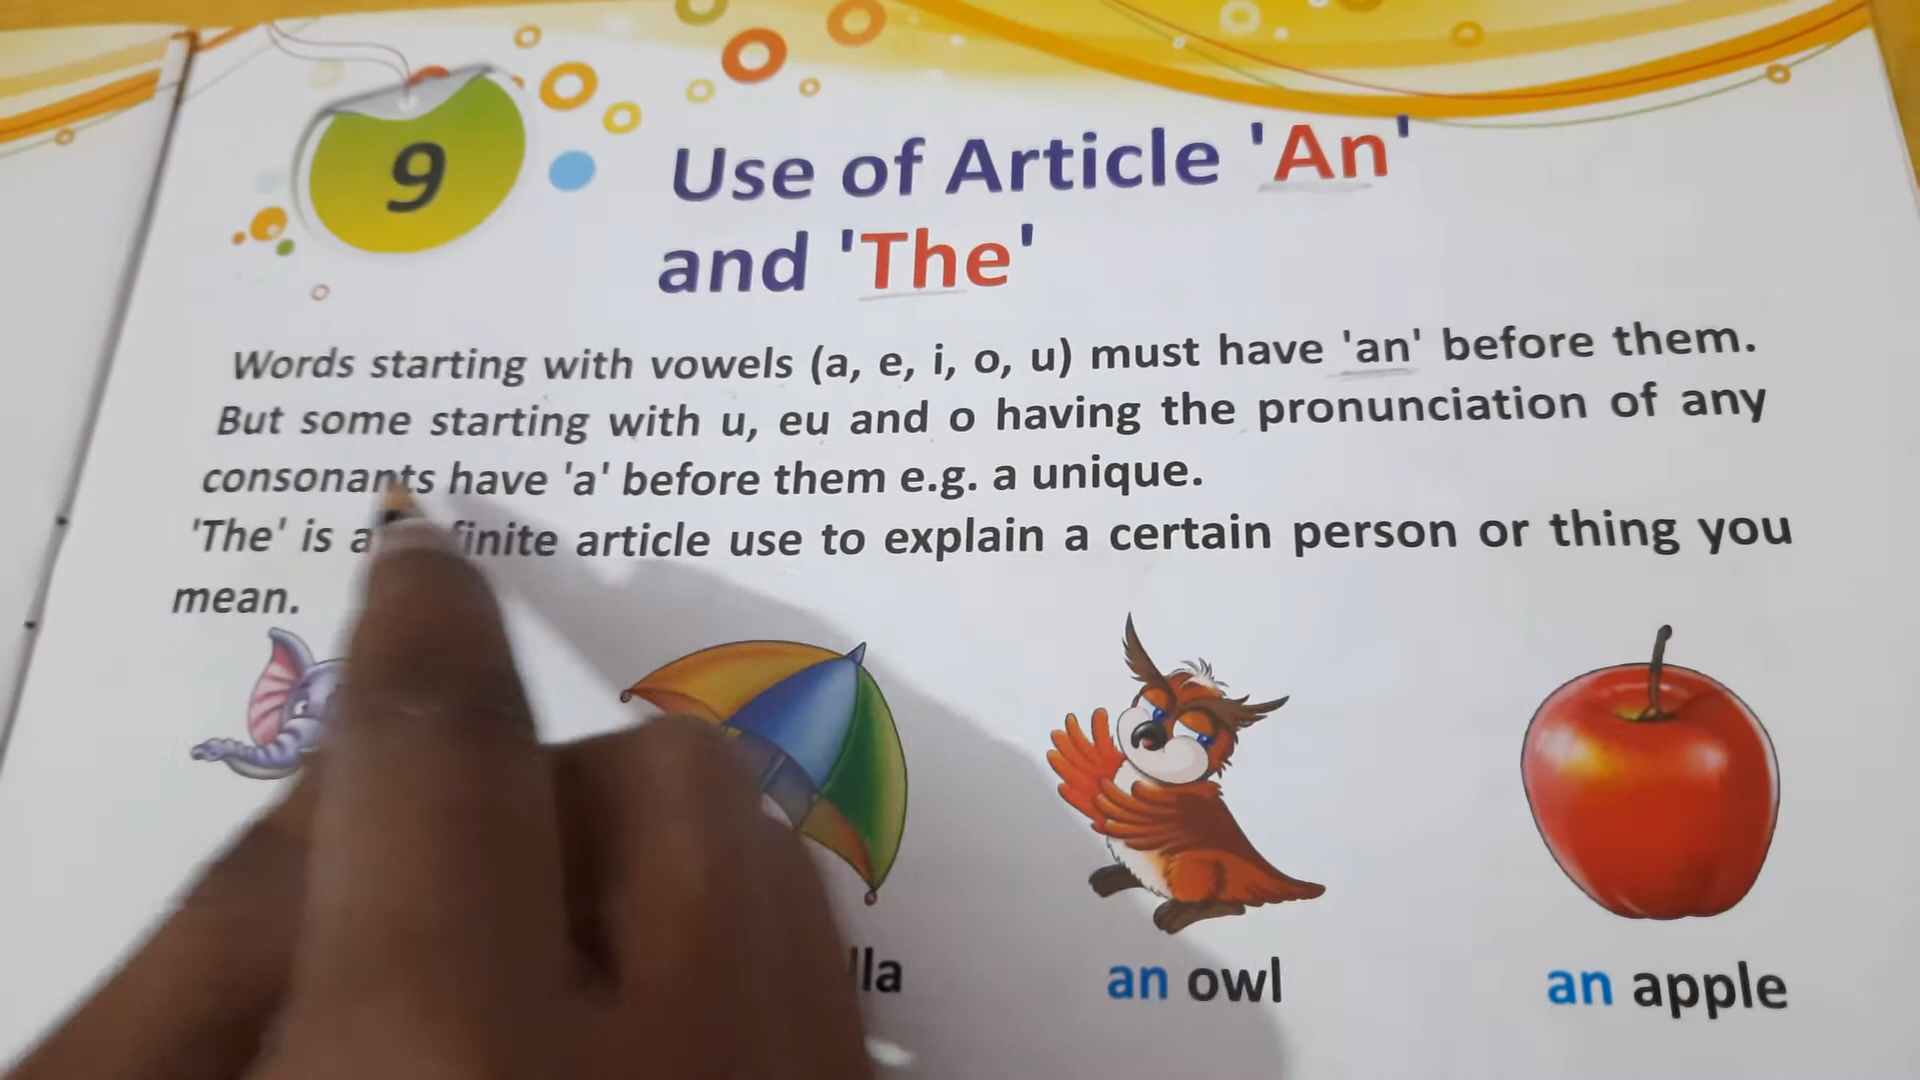 9
Use of Article 'An'
and 'The'
Words starting with vowels (a, e, i, o, u) must have 'an' before them.
But some starting with u, eu and o having the pronunciation of any
consonants have 'a' before them e.g. a unique.
'The' is article use to explain a certain person or thing you
mean.
an owl
an apple